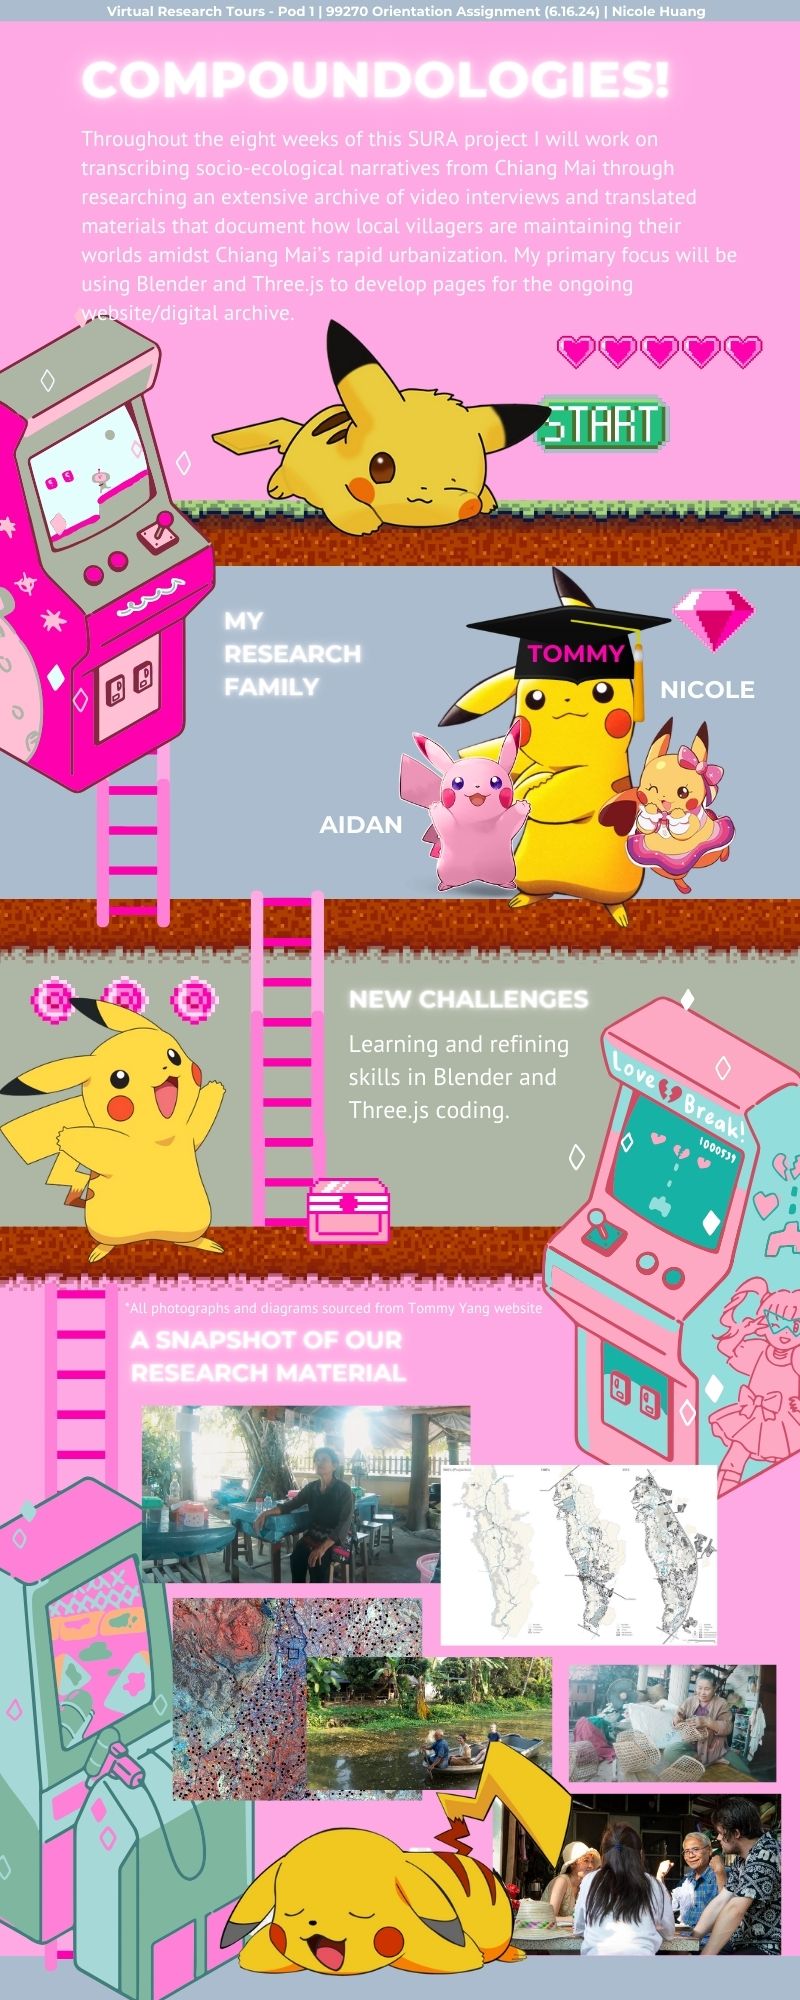 Virtual Research Tours - Pod 1 | 99270 Orientation Assignment (6.16.24) | Nicole Huang
COMPOUNDOLOGIES!
Throughout the eight weeks of this SURA project I will work on
transcribing socio-ecological narratives from Chiang Mai through
researching an extensive archive of video interviews and translated
materials that document how local villagers are maintaining their
worlds amidst Chiang Mai's rapid urbanization. My primary focus will be
using Blender and Three.js to develop pages for the ongoing
website/digital archive.
START
MY
RESEARCH
FAMILY
TOMMY
NICOLE
AIDAN
NEW CHALLENGES
Learning and refining
skills in Blender and
Three.js coding.
Love Break!
1000539
*All photographs and diagrams sourced from Tommy Yang website
A SNAPSHOT OF OUR
RESEARCH MATERIAL